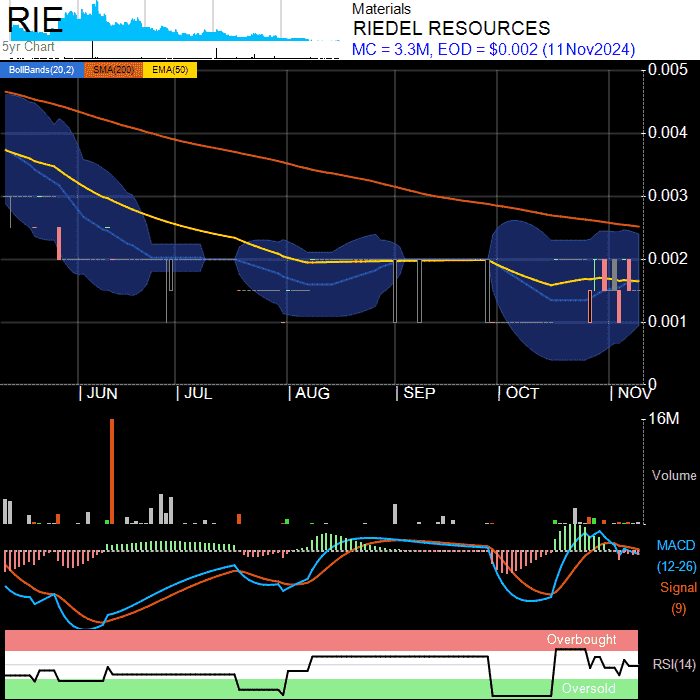 RIE
5yr Chart
Materials
RIEDEL RESOURCES
MC = 3.3M, EOD = $0.002 (11Nov2024)
BollBands(20,2) SMA(200) EMA(50)
0.005
0.004
0.003
0.002
0.001
0
| JUN | JUL | AUG | SEP | OCT | NOV
16M
Volume
MACD
(12-26)
Signal
(9)
Overbought
RSI(14)
Oversold